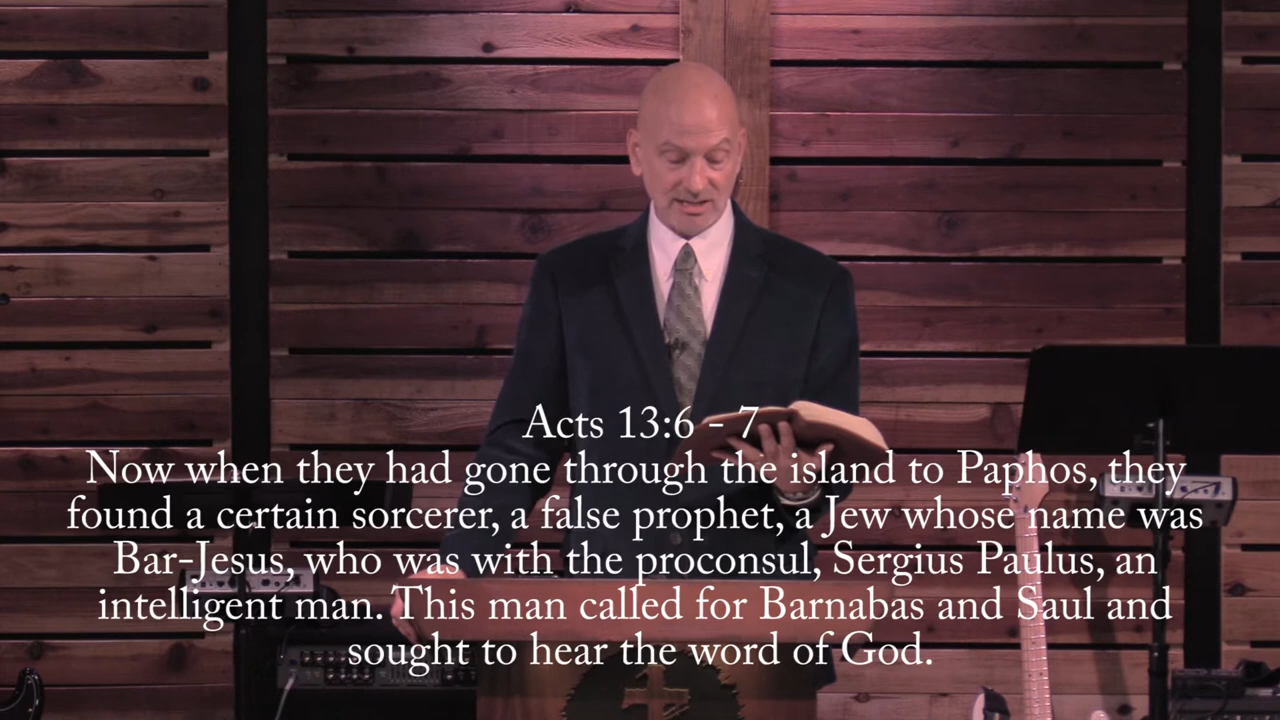 Acts 13:6 - 7
Now when they had gone through the island to Paphos, they
found a certain sorcerer, a false prophet, a Jew whose name was
Bar-Jesus, who was with the proconsul, Sergius Paulus, an
intelligent man. This man called for Barnabas and Saul and
sought to hear the word of God.